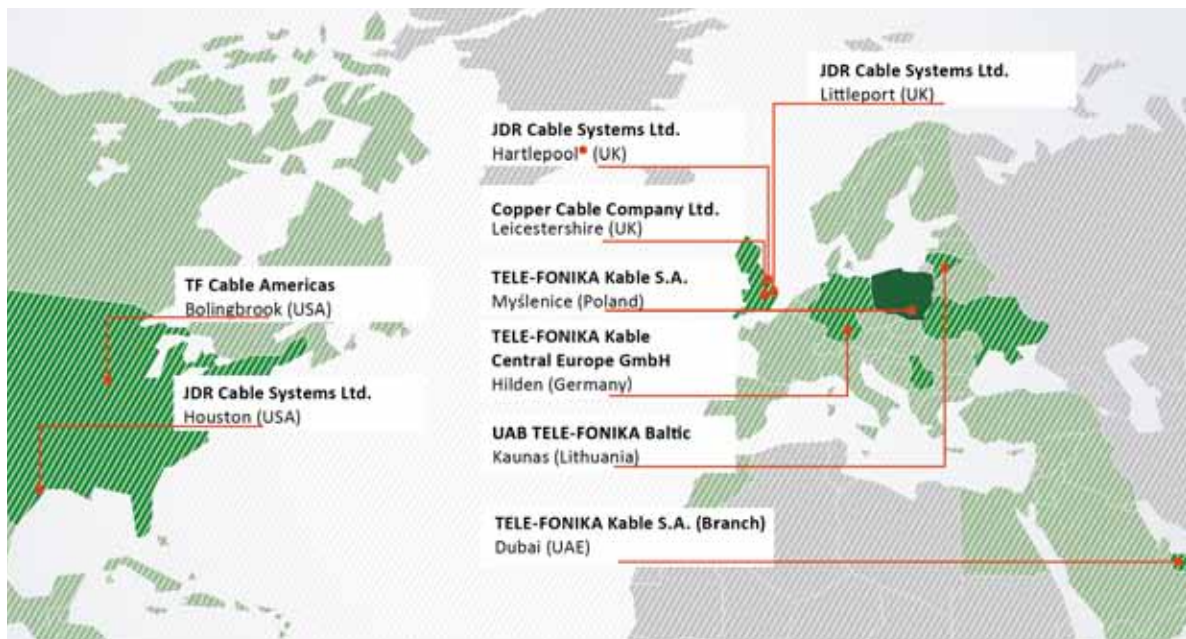 JDR Cable Systems Ltd.
Littleport (UK)
JDR Cable Systems Ltd.
Hartlepool* (UK)
Copper Cable Company Ltd.
Leicestershire (UK)
TF Cable Americas
Bolingbrook (USA)
TELE-FONIKA Kable S.A.
Myślenice (Poland)
TELE-FONIKA Kable
Central Europe GmbH
Hilden (Germany)
JDR Cable Systems Ltd.
Houston (USA)
UAB TELE-FONIKA Baltic
Kaunas (Lithuania)
TELE-FONIKA Kable S.A. (Branch)
Dubai (UAE)